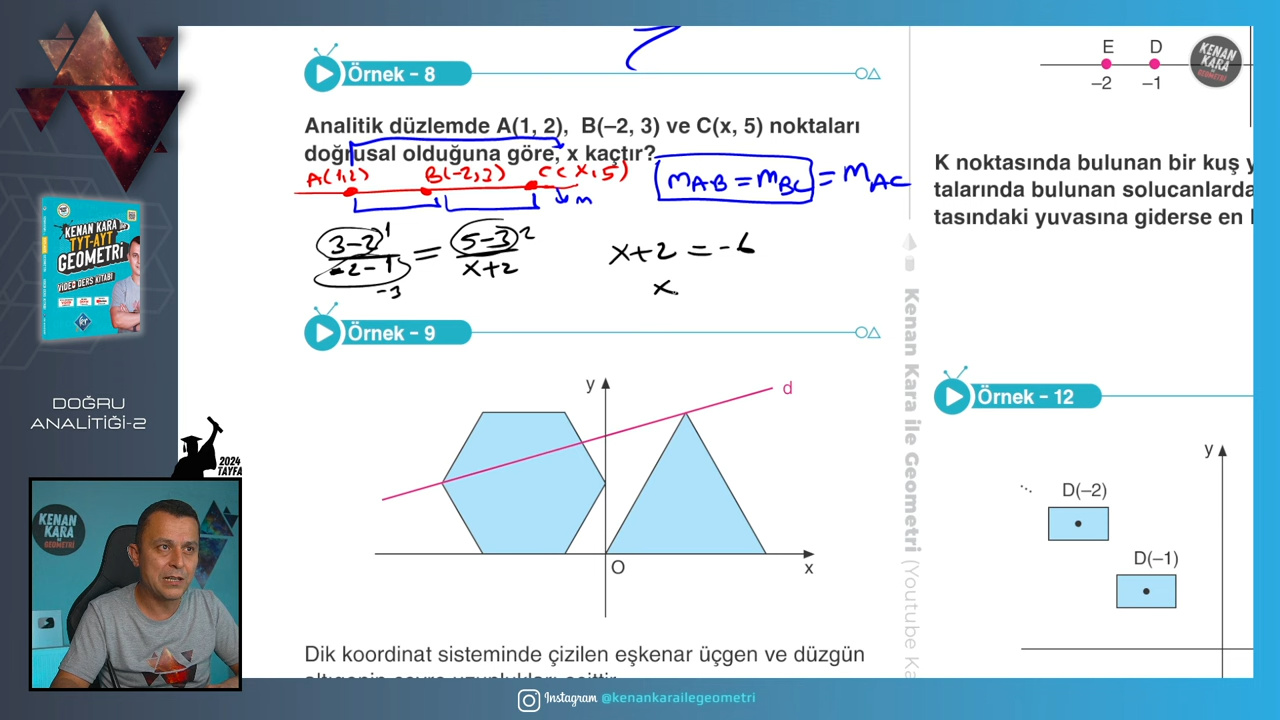 Örnek - 8
Analitik düzlemde A(1, 2), B(–2, 3) ve C(x, 5) noktaları
doğrusal olduğuna göre, x kaçtır?
A(1,2) B(-2,3) C(x,5)
m
mAB = mBC = mAC
3-2 1 = 5-3 2
-2-1 x+2
-3
x+2 = -6
x
Örnek - 9
y
d
O
x
Dik koordinat sisteminde çizilen eşkenar üçgen ve düzgün
E D
–2 –1
KENAN
KARA
ile
GEOMETRİ
K noktasında bulunan bir kuş y
talarında bulunan solucanlarda
tasındaki yuvasına giderse en
Örnek - 12
y
D(–2)
D(–1)
Kenan Kara ile Geometri (Youtube Ka
KENAN KARA
TYT-AYT
GEOMETRİ
VİDEO DERS KİTABI
DOĞRU
ANALİTİĞİ-2
2024
TAYFA
KENAN
KARA
ile
GEOMETRİ
Instagram @kenankarailegeometri